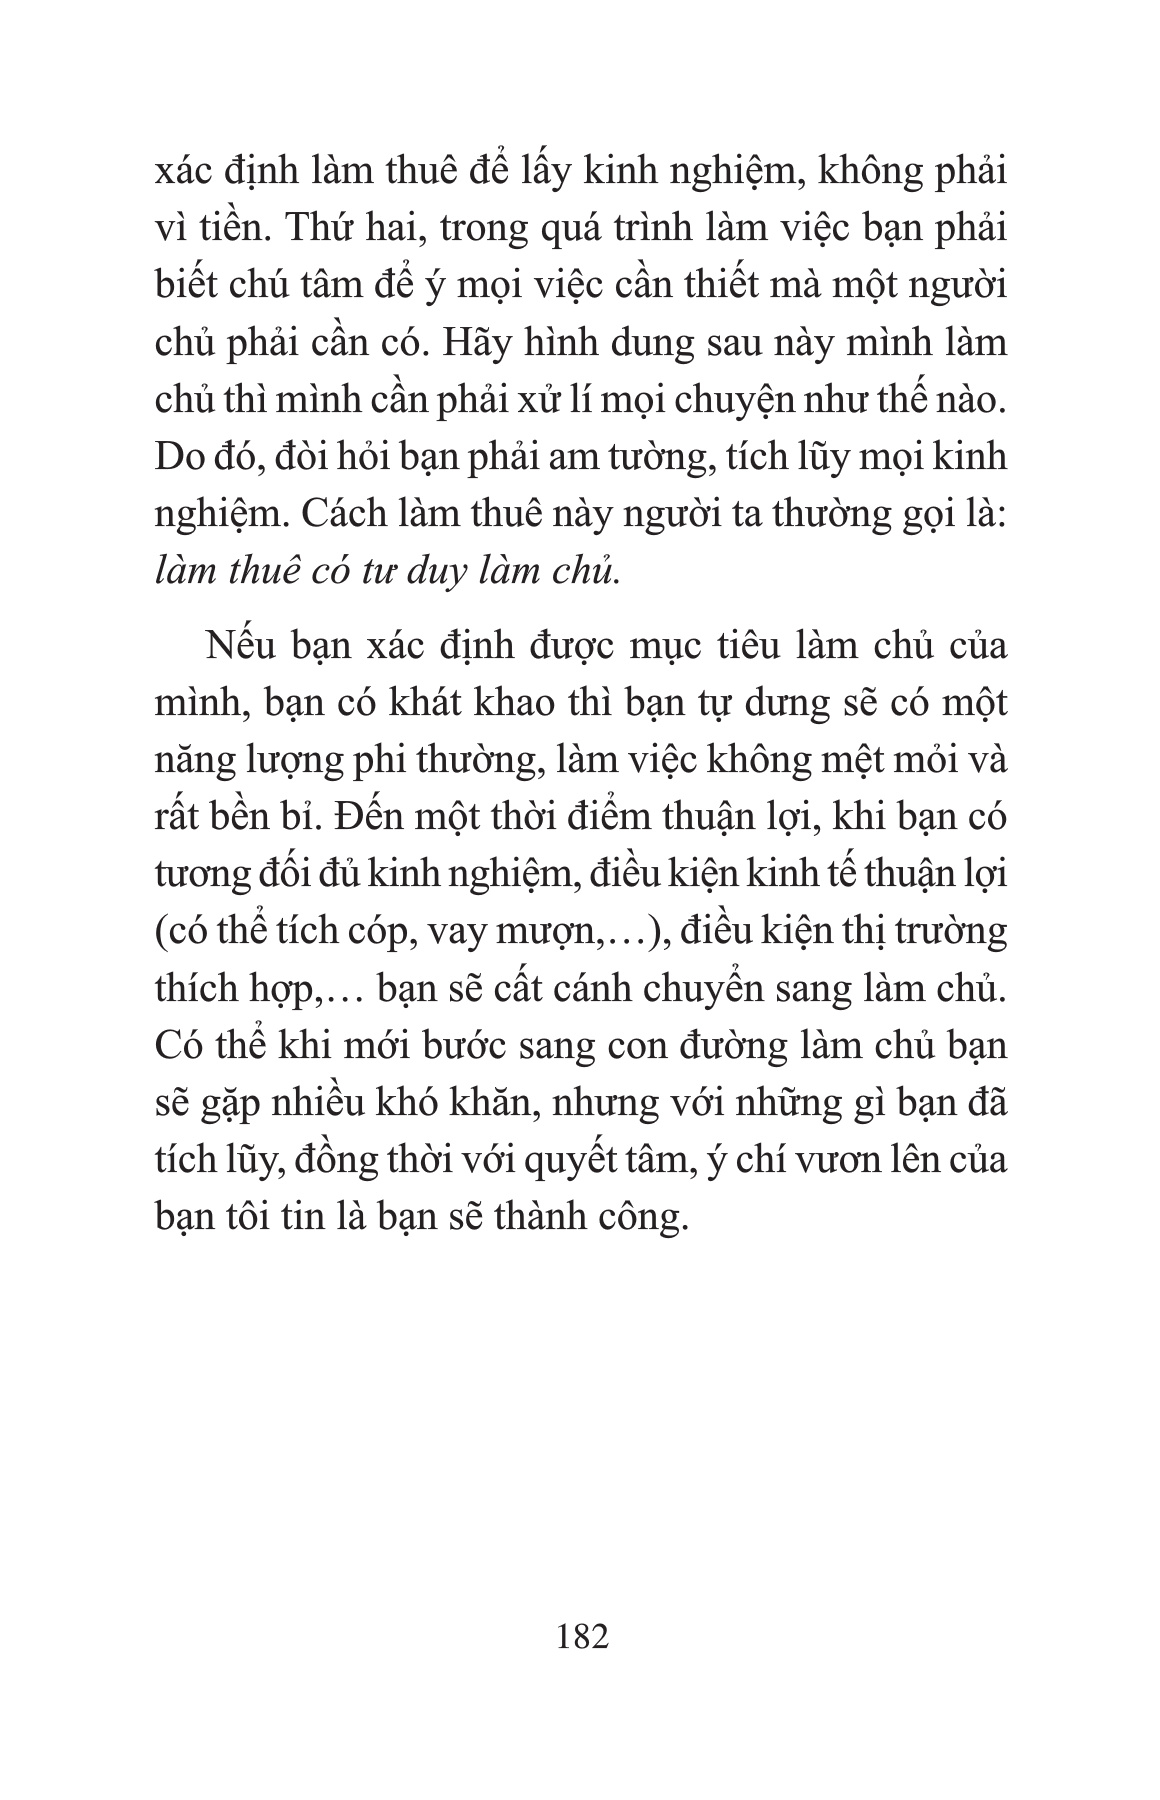 xác định làm thuê để lấy kinh nghiệm, không phải
vì tiền. Thứ hai, trong quá trình làm việc bạn phải
biết chú tâm để ý mọi việc cần thiết mà một người
chủ phải cần có. Hãy hình dung sau này mình làm
chủ thì mình cần phải xử lí mọi chuyện như thế nào.
Do đó, đòi hỏi bạn phải am tường, tích lũy mọi kinh
nghiệm. Cách làm thuê này người ta thường gọi là:
làm thuê có tư duy làm chủ.
Nếu bạn xác định được mục tiêu làm chủ của
mình, bạn có khát khao thì bạn tự dưng sẽ có một
năng lượng phi thường, làm việc không mệt mỏi và
rất bền bỉ. Đến một thời điểm thuận lợi, khi bạn có
tương đối đủ kinh nghiệm, điều kiện kinh tế thuận lợi
(có thể tích cóp, vay mượn,…), điều kiện thị trường
thích hợp,… bạn sẽ cất cánh chuyển sang làm chủ.
Có thể khi mới bước sang con đường làm chủ bạn
sẽ gặp nhiều khó khăn, nhưng với những gì bạn đã
tích lũy, đồng thời với quyết tâm, ý chí vươn lên của
bạn tôi tin là bạn sẽ thành công.
182